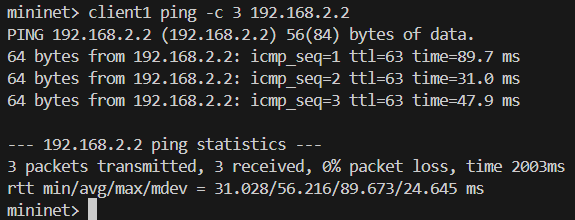 mininet> client1 ping -c 3 192.168.2.2
PING 192.168.2.2 (192.168.2.2) 56(84) bytes of data.
64 bytes from 192.168.2.2: icmp_seq=1 ttl=63 time=89.7 ms
64 bytes from 192.168.2.2: icmp_seq=2 ttl=63 time=31.0 ms
64 bytes from 192.168.2.2: icmp_seq=3 ttl=63 time=47.9 ms

--- 192.168.2.2 ping statistics ---
3 packets transmitted, 3 received, 0% packet loss, time 2003ms
rtt min/avg/max/mdev = 31.028/56.216/89.673/24.645 ms
mininet>